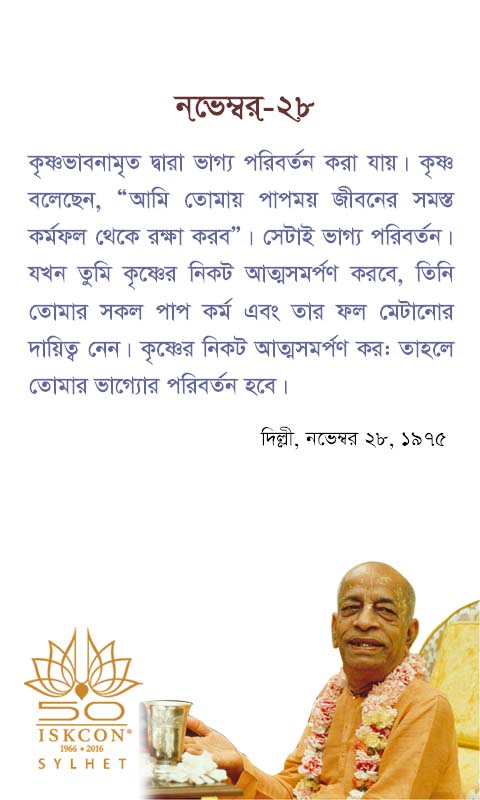 নভেম্বর-২৮
কৃষ্ণভাবনামৃত দ্বারা ভাগ্য পরিবর্তন করা যায়। কৃষ্ণ
বলেছেন, “আমি তোমায় পাপময় জীবনের সমস্ত
কর্মফল থেকে রক্ষা করব”। সেটাই ভাগ্য পরিবর্তন।
যখন তুমি কৃষ্ণের নিকট আত্মসমর্পণ করবে, তিনি
তোমার সকল পাপ কর্ম এবং তার ফল মেটানোর
দায়িত্ব নেন। কৃষ্ণের নিকট আত্মসমর্পণ কর: তাহলে
তোমার ভাগ্যোর পরিবর্তন হবে।
দিল্লী, নভেম্বর ২৮, ১৯৭৫
50
ISKCON®
1966 • 2016
SYLHET